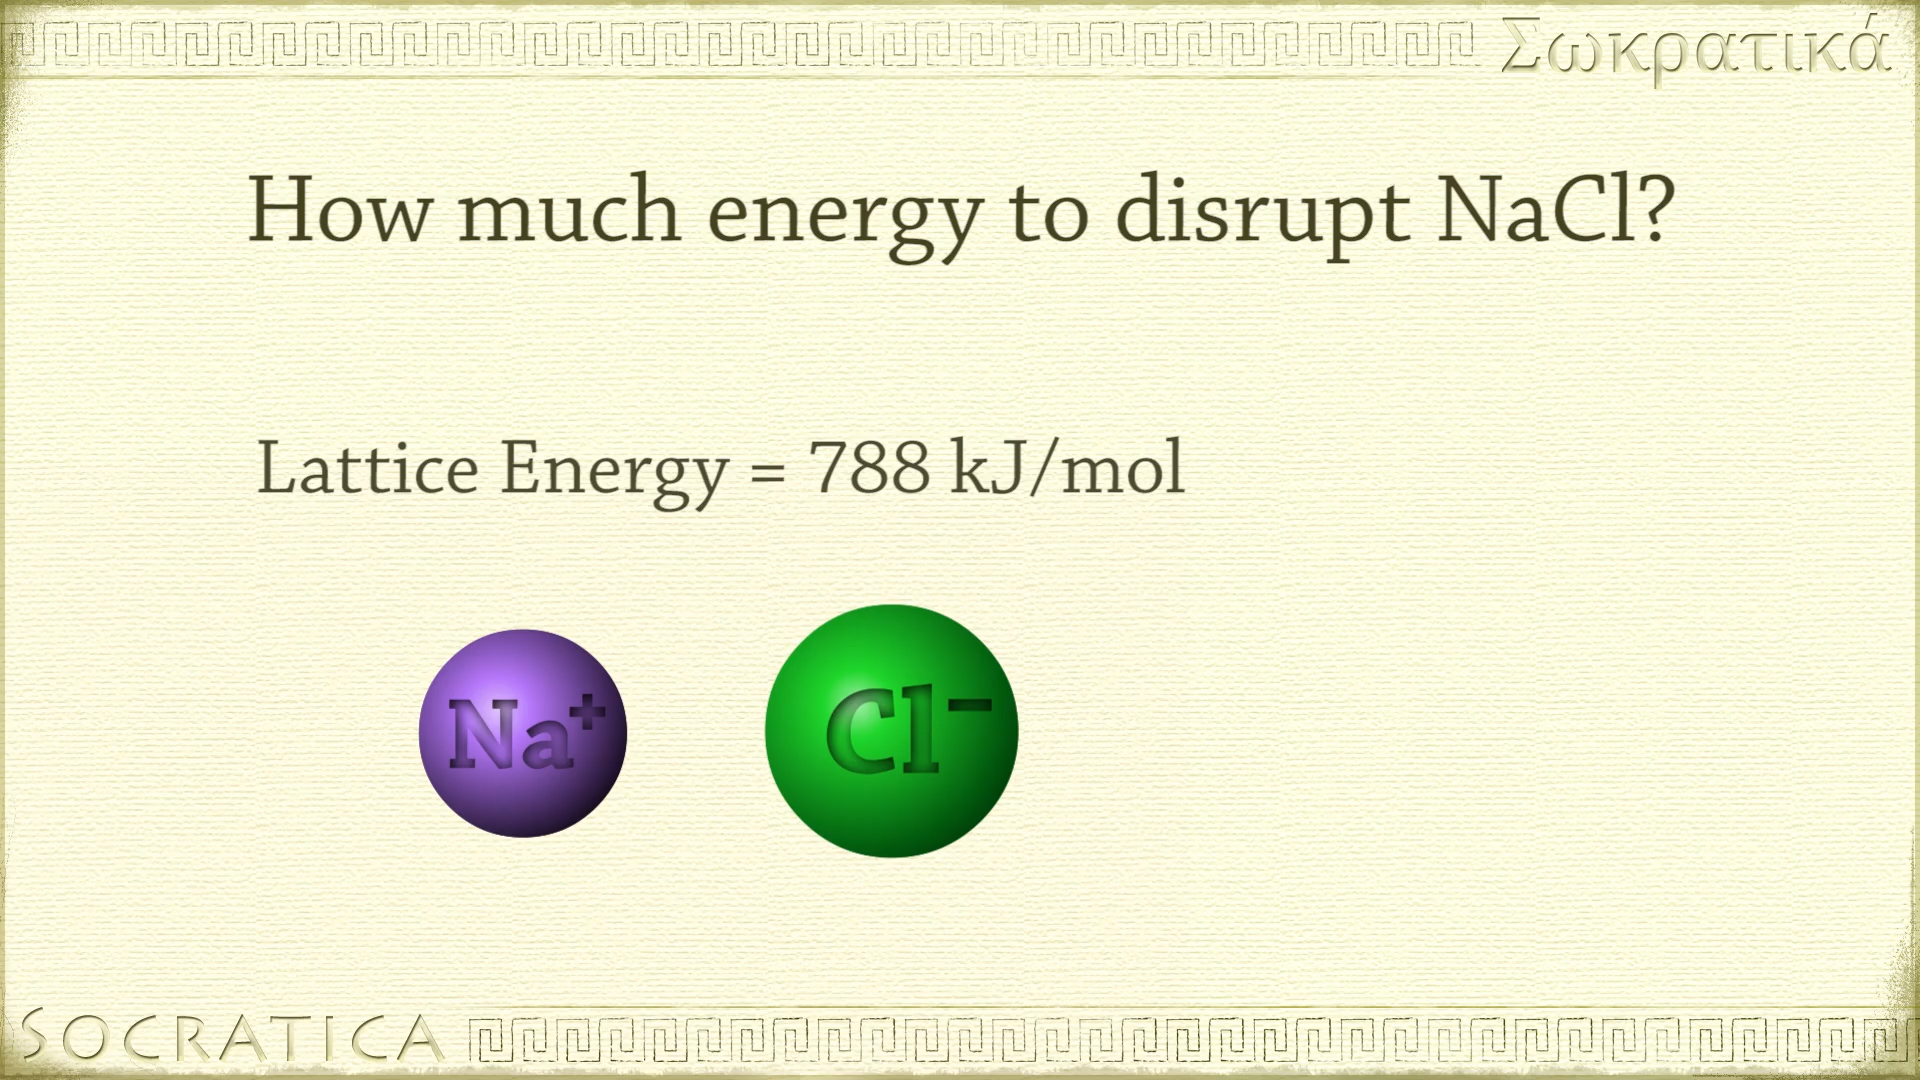 Σωκρατικά
How much energy to disrupt NaCl?
Lattice Energy = 788 kJ/mol
Na⁺
Cl⁻
SOCRATICA